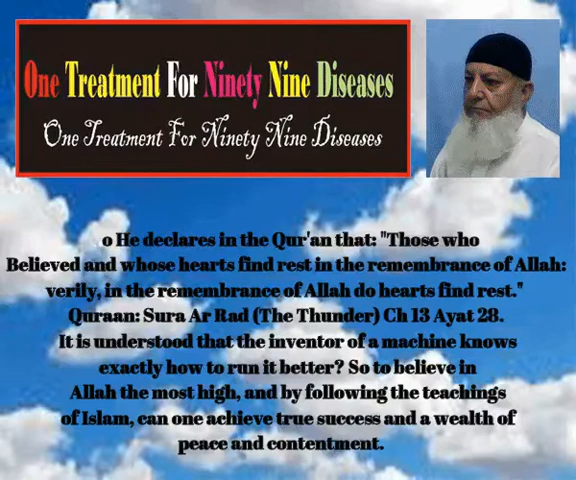 One Treatment For Ninety Nine Diseases
One Treatment For Ninety Nine Diseases
o He declares in the Qur'an that: "Those who
Believed and whose hearts find rest in the remembrance of Allah:
verily, in the remembrance of Allah do hearts find rest."
Quraan: Sura Ar Rad (The Thunder) Ch 13 Ayat 28.
It is understood that the inventor of a machine knows
exactly how to run it better? So to believe in
Allah the most high, and by following the teachings
of Islam, can one achieve true success and a wealth of
peace and contentment.